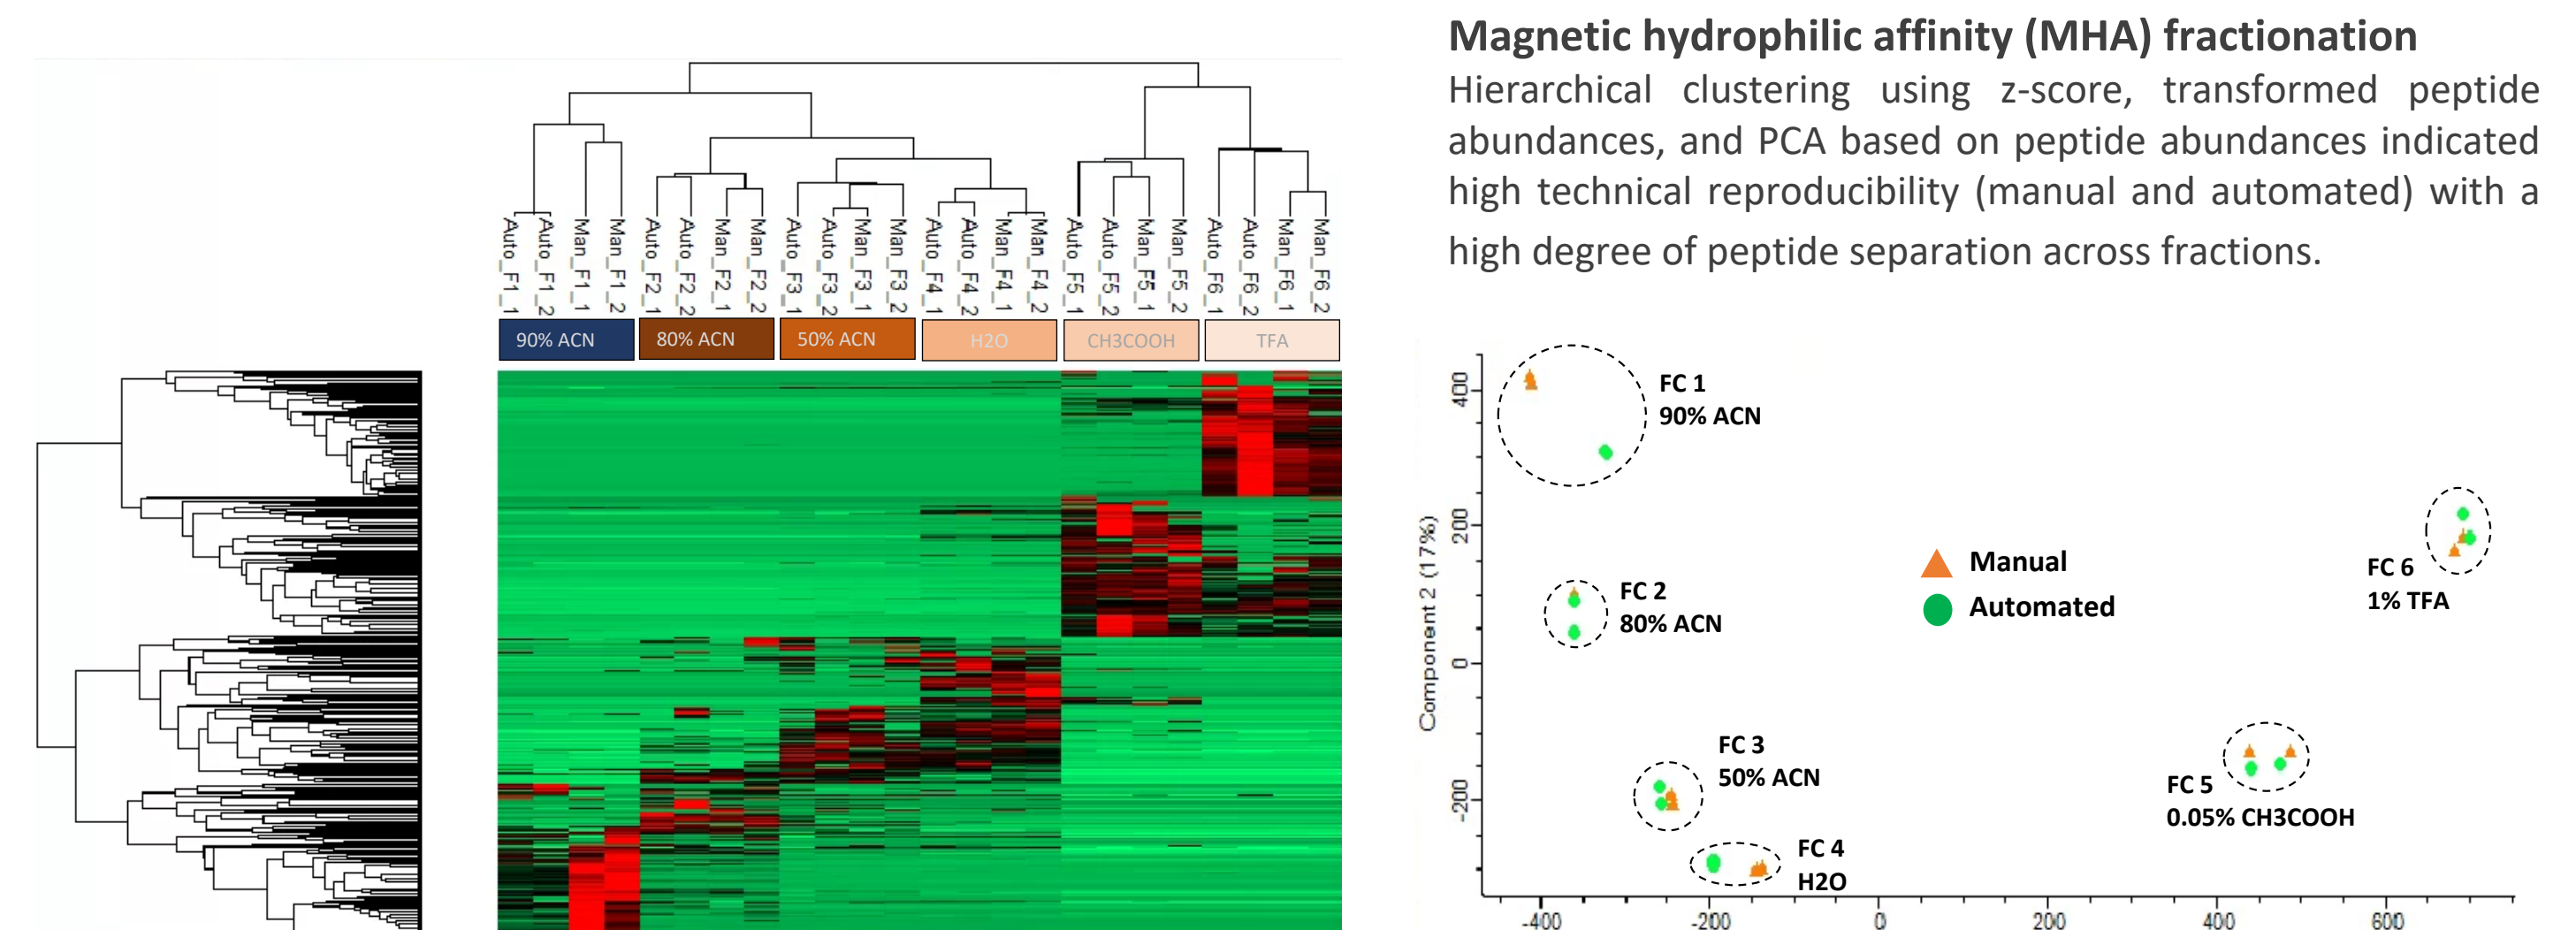 Magnetic hydrophilic affinity (MHA) fractionation
Hierarchical clustering using z-score, transformed peptide
abundances, and PCA based on peptide abundances indicated
high technical reproducibility (manual and automated) with a
high degree of peptide separation across fractions.
Auto_F1_1
Auto_F1_2
Man_F1_1
Man_F1_2
Auto_F2_1
Auto_F2_2
Man_F2_1
Man_F2_2
Auto_F3_1
Auto_F3_2
Man_F3_1
Man_F3_2
Auto_F4_1
Auto_F4_2
Man_F4_1
Man_F4_2
Auto_F5_1
Auto_F5_2
Man_F5_1
Man_F5_2
Auto_F6_1
Auto_F6_2
Man_F6_1
Man_F6_2
90% ACN
80% ACN
50% ACN
H2O
CH3COOH
TFA
Component 2 (17%)
400
200
0
-200
FC 1
90% ACN
FC 2
80% ACN
FC 3
50% ACN
FC 4
H2O
Manual
Automated
FC 6
1% TFA
FC 5
0.05% CH3COOH
-400
-200
0
200
400
600